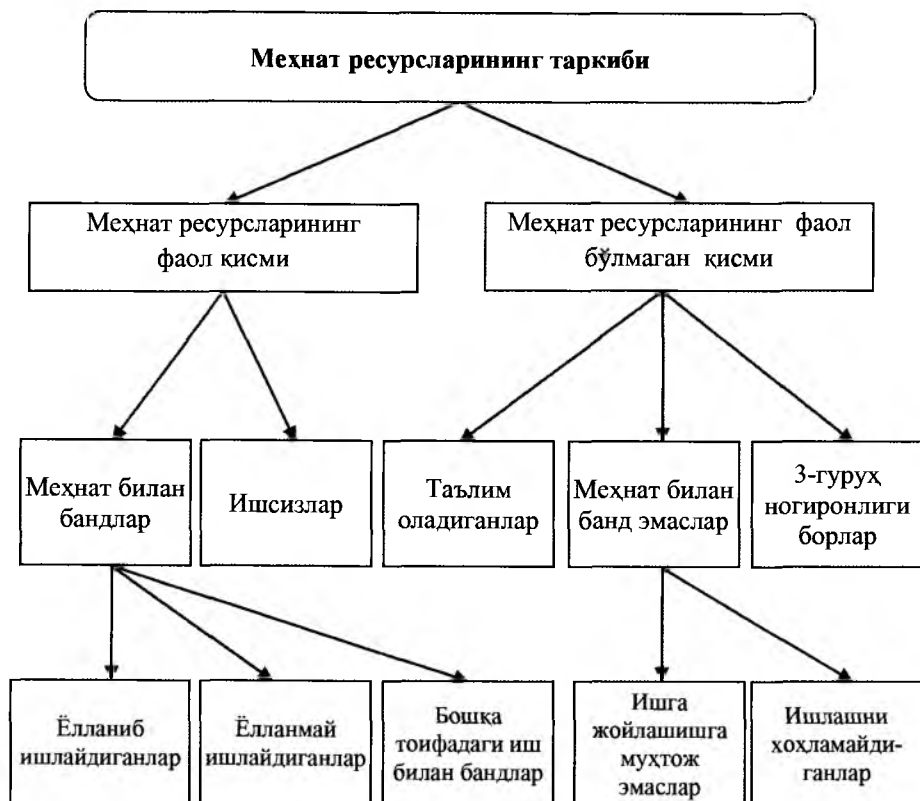 Меҳнат ресурсларининг таркиби
Меҳнат ресурсларининг
фаол қисми
Меҳнат ресурсларининг фаол
бўлмаган қисми
Меҳнат билан
бандлар
Ишсизлар
Таълим
оладиганлар
Меҳнат билан
банд эмаслар
3-гуруҳ
ногиронлиги
борлар
Ёлланиб
ишлайдиганлар
Ёлланмай
ишлайдиганлар
Бошқа
тоифадаги иш
билан бандлар
Ишга
жойлашишга
муҳтож
эмаслар
Ишлашни
хоҳламайди-
ганлар